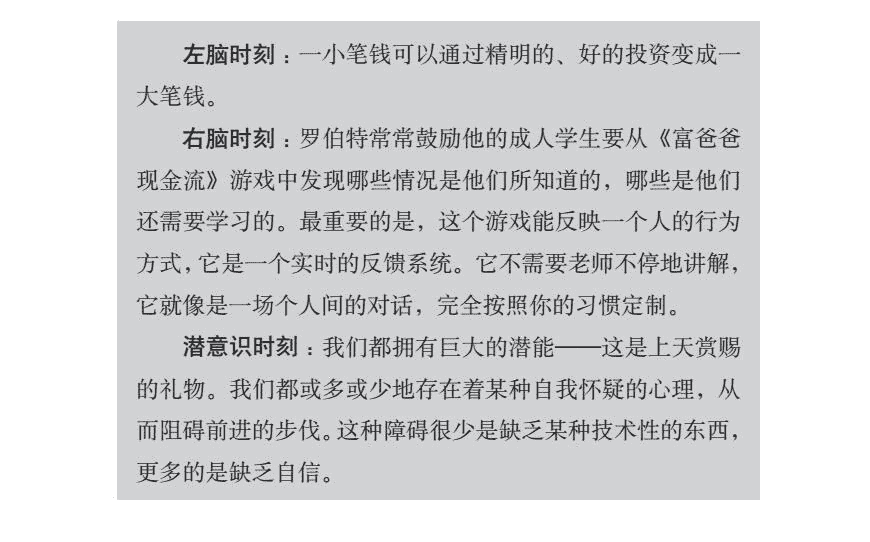 左脑时刻：一小笔钱可以通过精明的、好的投资变成一
大笔钱。
右脑时刻：罗伯特常常鼓励他的成人学生要从《富爸爸
现金流》游戏中发现哪些情况是他们所知道的，哪些是他们
还需要学习的。最重要的是，这个游戏能反映一个人的行为
方式，它是一个实时的反馈系统。它不需要老师不停地讲解，
它就像是一场个人间的对话，完全按照你的习惯定制。
潜意识时刻：我们都拥有巨大的潜能——这是上天赏赐
的礼物。我们都或多或少地存在着某种自我怀疑的心理，从
而阻碍前进的步伐。这种障碍很少是缺乏某种技术性的东西，
更多的是缺乏自信。